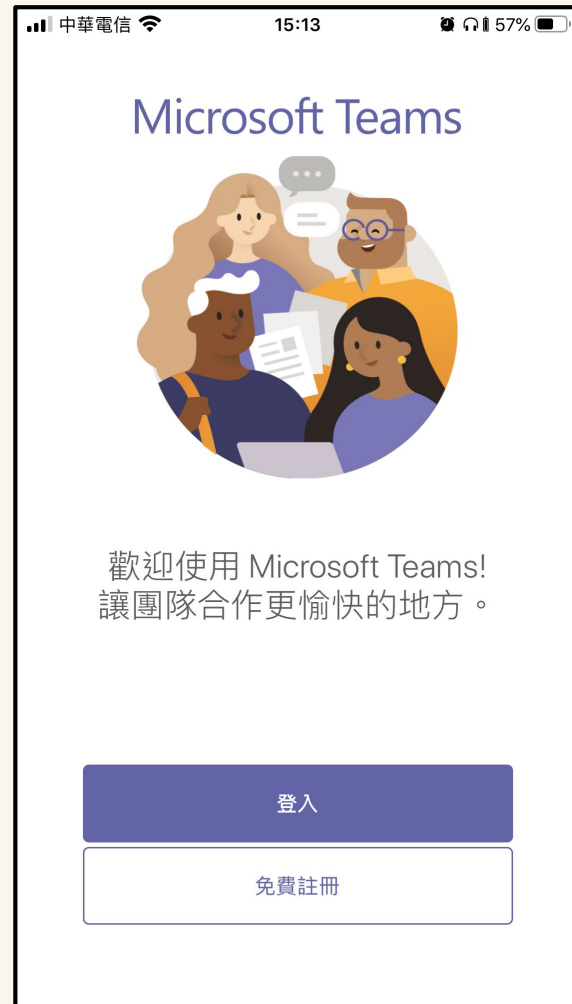 中華電信
15:13
57%
Microsoft Teams
歡迎使用 Microsoft Teams!
讓團隊合作更愉快的地方。
登入
免費註冊